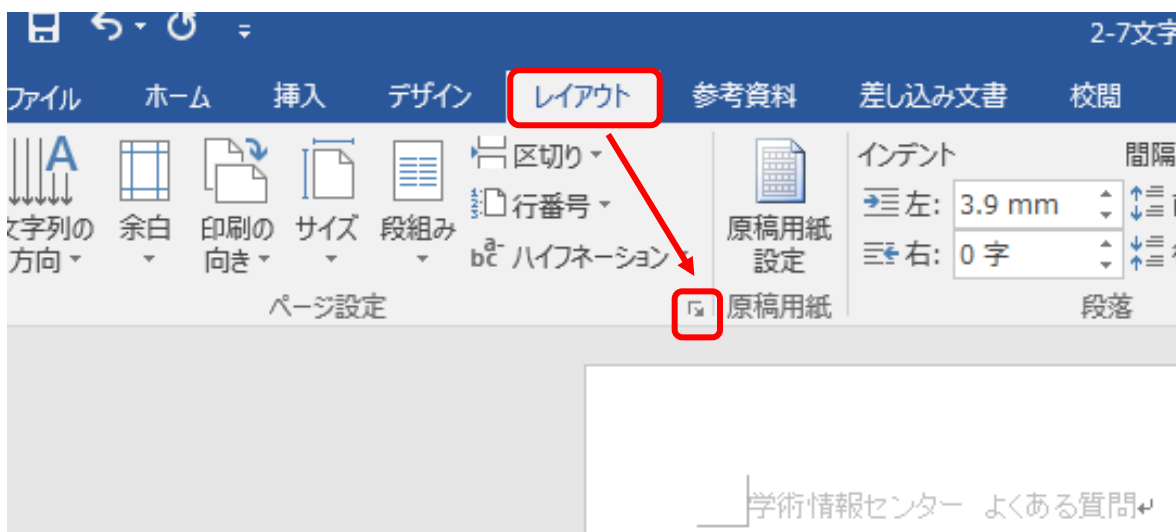 2-7文字
ファイル ホーム 挿入 デザイン レイアウト 参考資料 差し込み文書 校閲
文字列の方向
余白
印刷の向き
サイズ
段組み
区切り
行番号
ハイフネーション
ページ設定
原稿用紙設定
原稿用紙
インデント
左: 3.9 mm
右: 0 字
間隔
段落
学術情報センター よくある質問